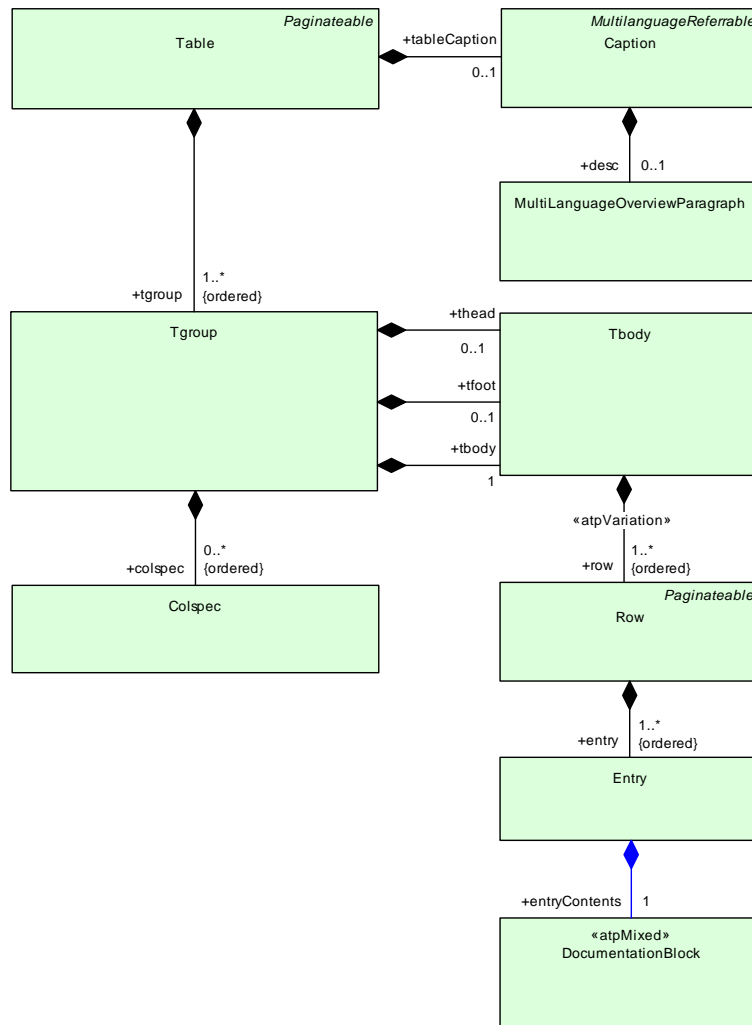 Paginateable
Table
+tableCaption
0..1
MultilanguageReferrable
Caption
+desc
0..1
MultiLanguageOverviewParagraph
+tgroup
1..*
{ordered}
Tgroup
+thead
0..1
+tfoot
0..1
+tbody
1
Tbody
«atpVariation»
+row
1..*
{ordered}
+colspec
0..*
{ordered}
Colspec
Paginateable
Row
+entry
1..*
{ordered}
Entry
+entryContents
1
«atpMixed»
DocumentationBlock